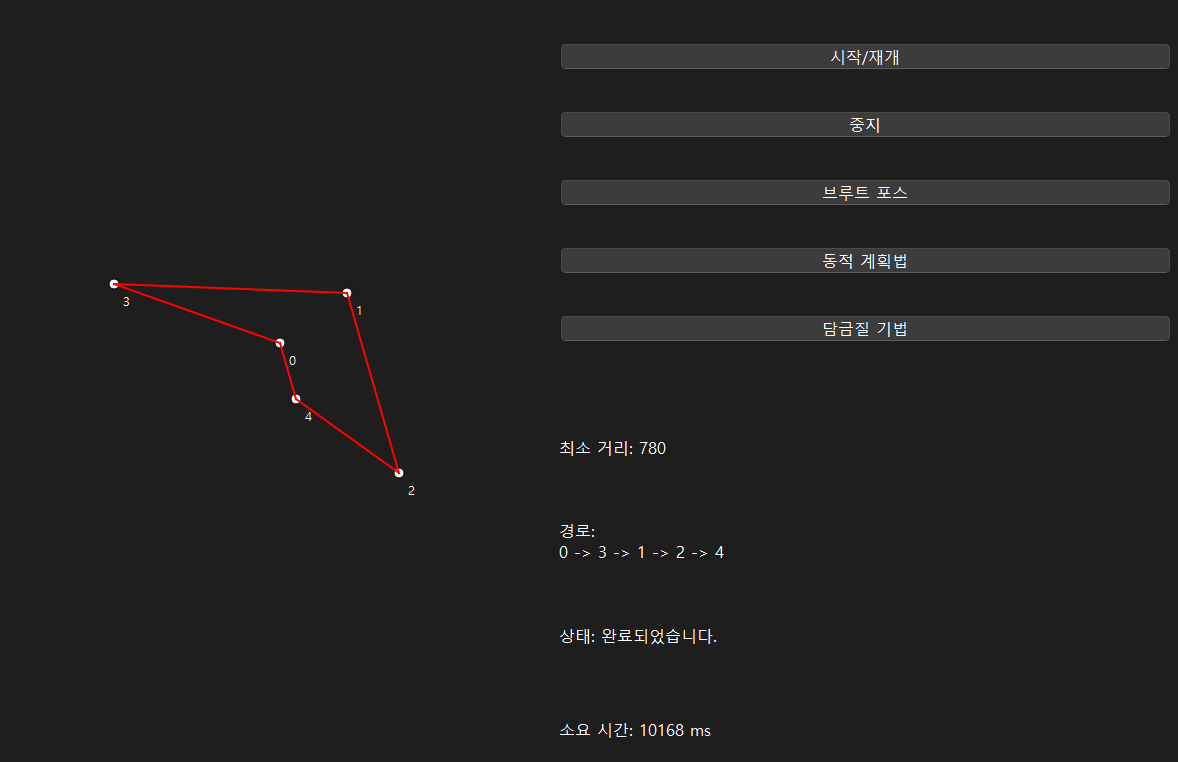 시작/재개
중지
브루트 포스
동적 계획법
담금질 기법
3
1
0
4
2
최소 거리: 780
경로:
0 -> 3 -> 1 -> 2 -> 4
상태: 완료되었습니다.
소요 시간: 10168 ms